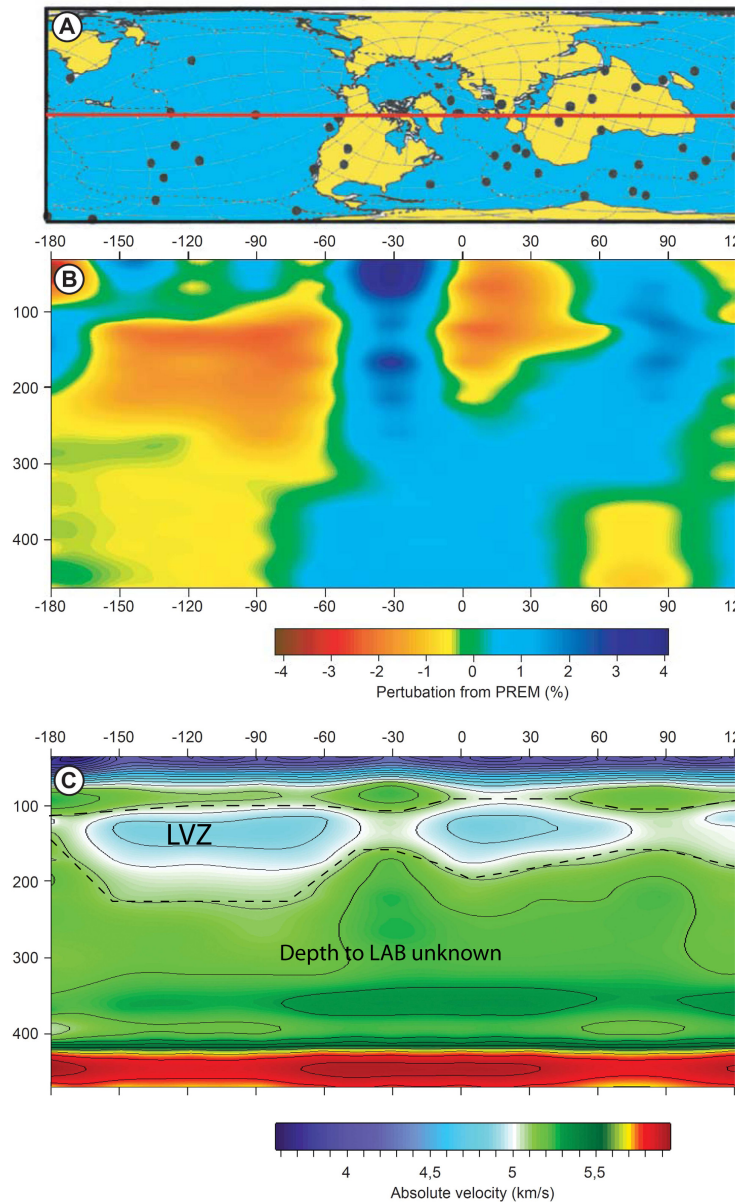 A
-180 -150 -120 -90 -60 -30 0 30 60 90 12
B
100
200
300
400
-180 -150 -120 -90 -60 -30 0 30 60 90 12
-4 -3 -2 -1 0 1 2 3 4
Pertubation from PREM (%)
-180 -150 -120 -90 -60 -30 0 30 60 90 12
C
100
LVZ
200
Depth to LAB unknown
300
400
4 4,5 5 5,5
Absolute velocity (km/s)